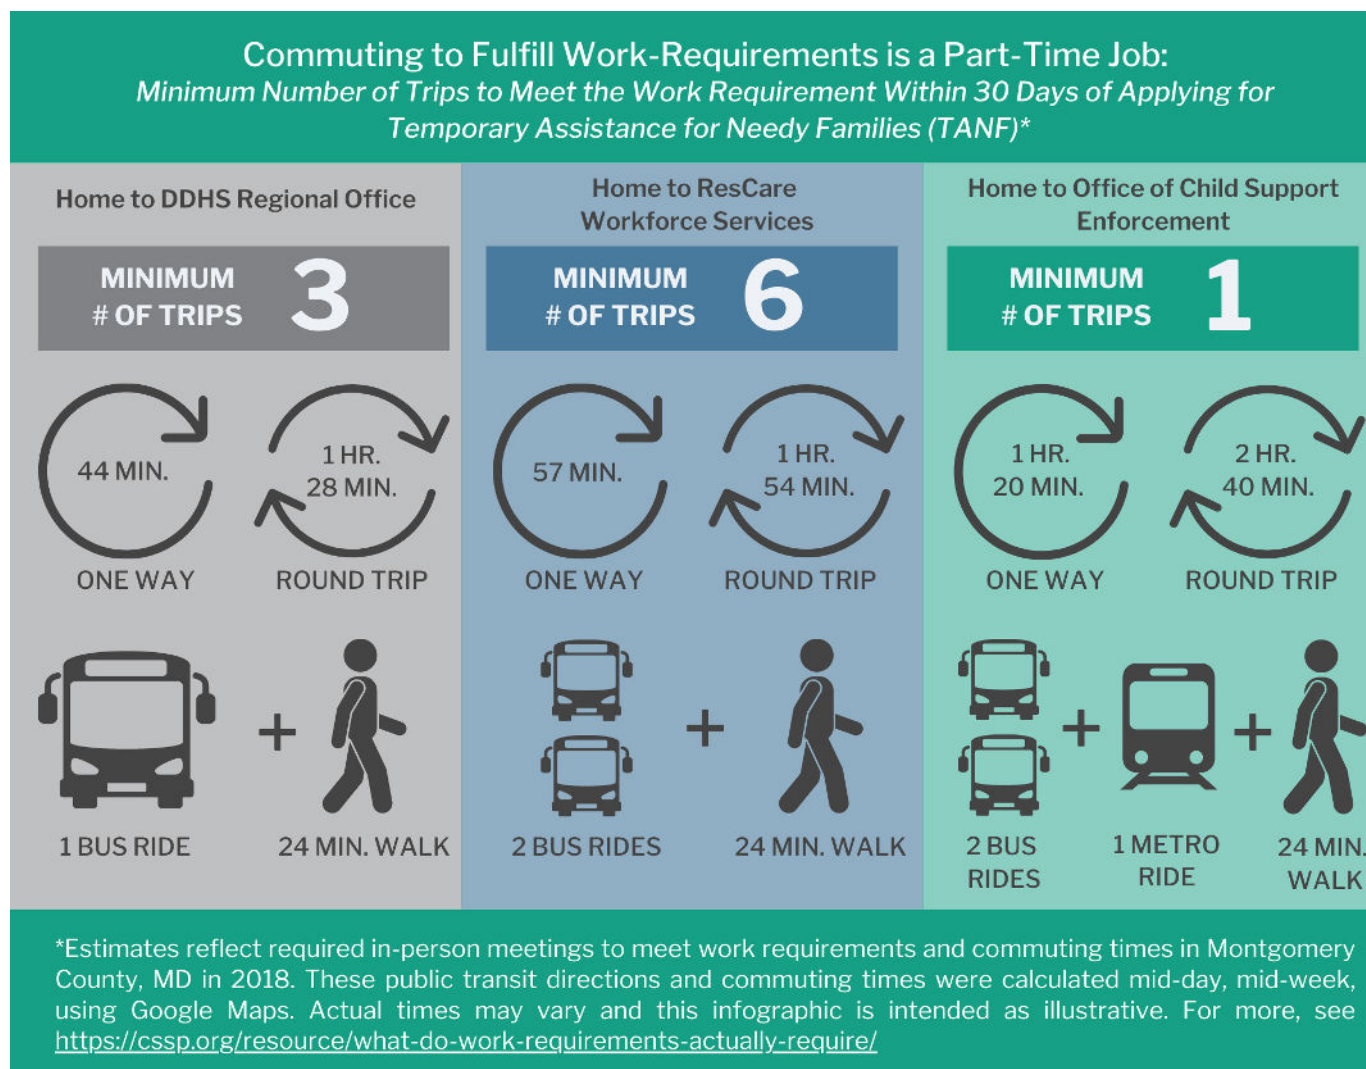 Commuting to Fulfill Work-Requirements is a Part-Time Job:
Minimum Number of Trips to Meet the Work Requirement Within 30 Days of Applying for
Temporary Assistance for Needy Families (TANF)*
Home to DDHS Regional Office
MINIMUM
# OF TRIPS
3
44 MIN.
ONE WAY
1 HR.
28 MIN.
ROUND TRIP
1 BUS RIDE
+
24 MIN. WALK
Home to ResCare
Workforce Services
MINIMUM
# OF TRIPS
6
57 MIN.
ONE WAY
1 HR.
54 MIN.
ROUND TRIP
2 BUS RIDES
+
24 MIN. WALK
Home to Office of Child Support
Enforcement
MINIMUM
# OF TRIPS
1
1 HR.
20 MIN.
ONE WAY
2 HR.
40 MIN.
ROUND TRIP
2 BUS
RIDES
+
1 METRO
RIDE
+
24 MIN.
WALK
*Estimates reflect required in-person meetings to meet work requirements and commuting times in Montgomery
County, MD in 2018. These public transit directions and commuting times were calculated mid-day, mid-week,
using Google Maps. Actual times may vary and this infographic is intended as illustrative. For more, see
https://cssp.org/resource/what-do-work-requirements-actually-require/